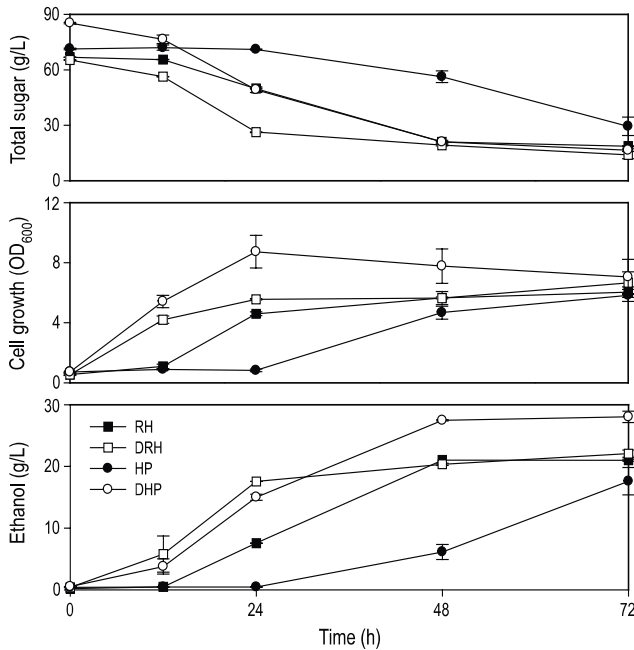 90
60
30
0
Total sugar (g/L)
12
8
4
0
Cell growth (OD600)
30
20
10
0
Ethanol (g/L)
RH
DRH
HP
DHP
0 24 48 72
Time (h)